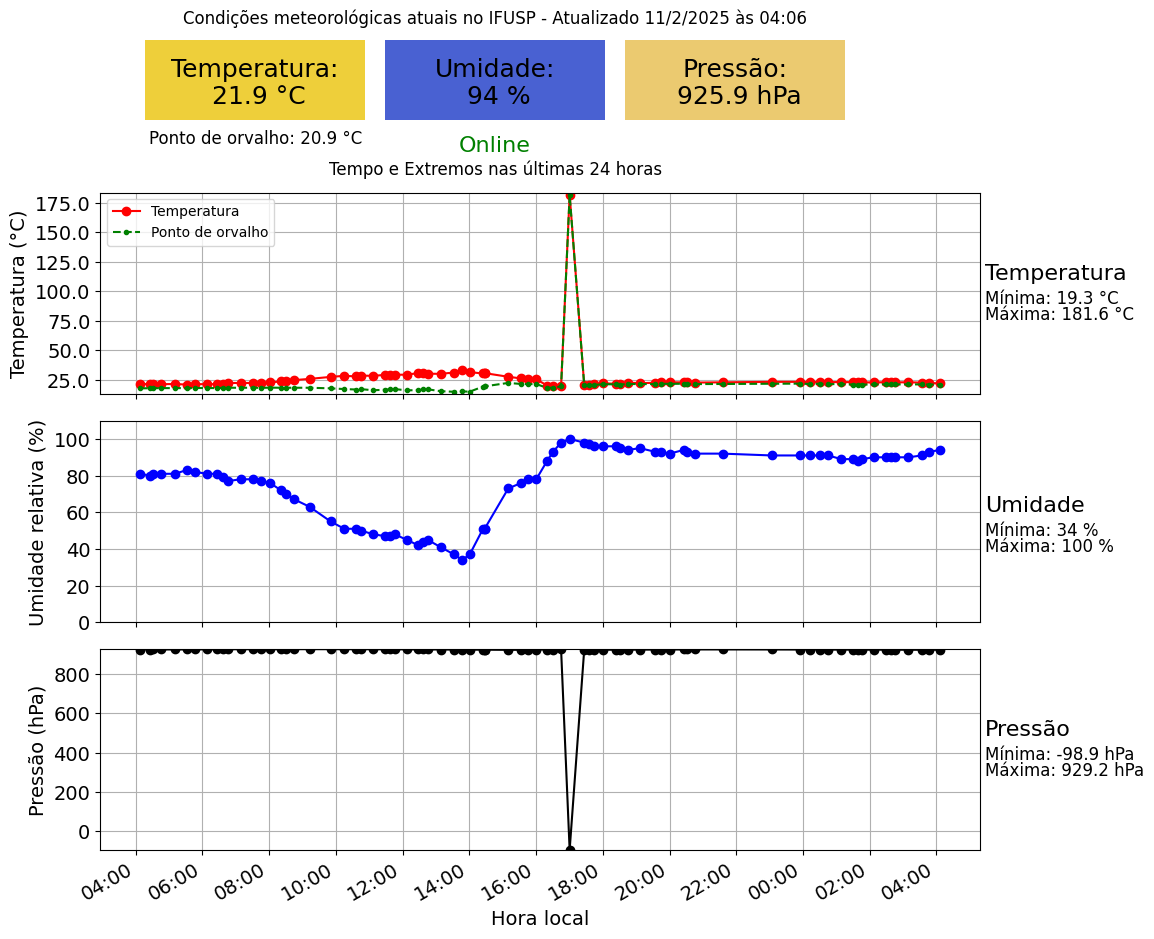 Condições meteorológicas atuais no IFUSP - Atualizado 11/2/2025 às 04:06
Temperatura:
21.9 °C
Umidade:
94 %
Pressão:
925.9 hPa
Ponto de orvalho: 20.9 °C
Online
Tempo e Extremos nas últimas 24 horas
Temperatura (°C)
175.0
150.0
125.0
100.0
75.0
50.0
25.0
Temperatura
Ponto de orvalho
Temperatura
Mínima: 19.3 °C
Máxima: 181.6 °C
Umidade relativa (%)
100
80
60
40
20
0
Umidade
Mínima: 34 %
Máxima: 100 %
Pressão (hPa)
800
600
400
200
0
Pressão
Mínima: -98.9 hPa
Máxima: 929.2 hPa
04:00 06:00 08:00 10:00 12:00 14:00 16:00 18:00 20:00 22:00 00:00 02:00 04:00
Hora local